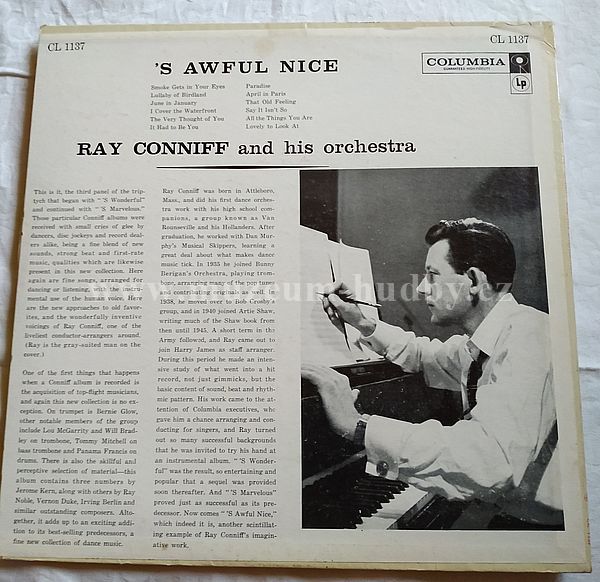 CL 1137
CL 1137
'S AWFUL NICE
COLUMBIA
GUARANTEED HIGH-FIDELITY
Lp
Smoke Gets in Your Eyes
Lullaby of Birdland
June in January
I Cover the Waterfront
The Very Thought of You
It Had to Be You
Paradise
April in Paris
That Old Feeling
Say It Isn't So
All the Things You Are
Lovely to Look At
RAY CONNIFF and his orchestra
This is it, the third panel of the trip-
tych that began with "'S Wonderful"
and continued with "'S Marvelous."
Those particular Conniff albums were
received with small cries of glee by
dancers, disc jockeys and record deal-
ers alike, being a fine blend of new
sounds, strong beat and first-rate
music, qualities which are likewise
present in this new collection. Here
again are fine songs, arranged for
dancing or listening, with the instru-
mental use of the human voice. Here
are the new approaches to old favor-
ites, and the wonderfully inventive
voicings of Ray Conniff, one of the
liveliest conductor-arrangers around.
(Ray is the gray-suited man on the
cover.)
One of the first things that happens
when a Conniff album is recorded is
the acquisition of top-flight musicians,
and again this new collection is no ex-
ception. On trumpet is Bernie Glow,
other notable members of the group
include Lou McGarrity and Will Brad-
ley on trombone, Tommy Mitchell on
bass trombone and Panama Francis on
drums. There is also the skilful and
perceptive selection of material—this
album contains three numbers by
Jerome Kern, along with others by Ray
Noble, Vernon Duke, Irving Berlin and
similar outstanding composers. Alto-
gether, it adds up to an exciting addi-
tion to its best-selling predecessors, a
fine new collection of dance music.
Ray Conniff was born in Attleboro,
Mass., and did his first dance orches-
tra work with his high school com-
panions, a group known as Van
Rounseville and his Hollanders. After
graduation, he worked with Dan Mur-
phy's Musical Skippers, learning a
great deal about what makes dance
music tick. In 1935 he joined Bunny
Berigan's Orchestra, playing trom-
bone, arranging many of the pop tunes
and contributing originals as well. In
1938, he moved over to Bob Crosby's
group, and in 1940 joined Artie Shaw,
writing much of the Shaw book from
then until 1945. A short term in the
Army followed, and Ray came out to
join Harry James as staff arranger.
During this period he made an inten-
sive study of what went into a hit
record, not just gimmicks, but the
basic content of sound, beat and rhyth-
mic pattern. His work came to the at-
tention of Columbia executives, who
gave him a chance arranging and con-
ducting for singers, and Ray turned
out so many successful backgrounds
that he was invited to try his hand at
an instrumental album. "'S Wonder-
ful" was the result, so entertaining and
popular that a sequel was provided
soon thereafter. And "'S Marvelous"
proved just as successful as its pre-
decessor. Now comes "'S Awful Nice,"
which indeed it is, another scintillat-
ing example of Ray Conniff's imagin-
ative work.